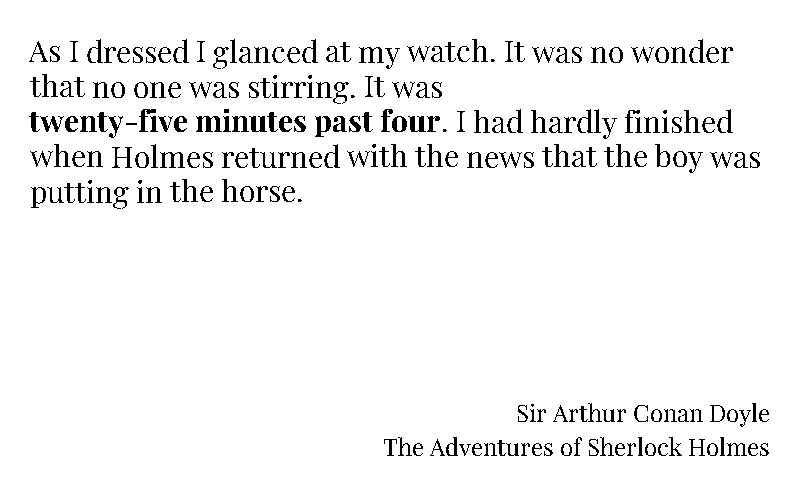 As I dressed I glanced at my watch. It was no wonder
that no one was stirring. It was
twenty-five minutes past four. I had hardly finished
when Holmes returned with the news that the boy was
putting in the horse.
Sir Arthur Conan Doyle
The Adventures of Sherlock Holmes